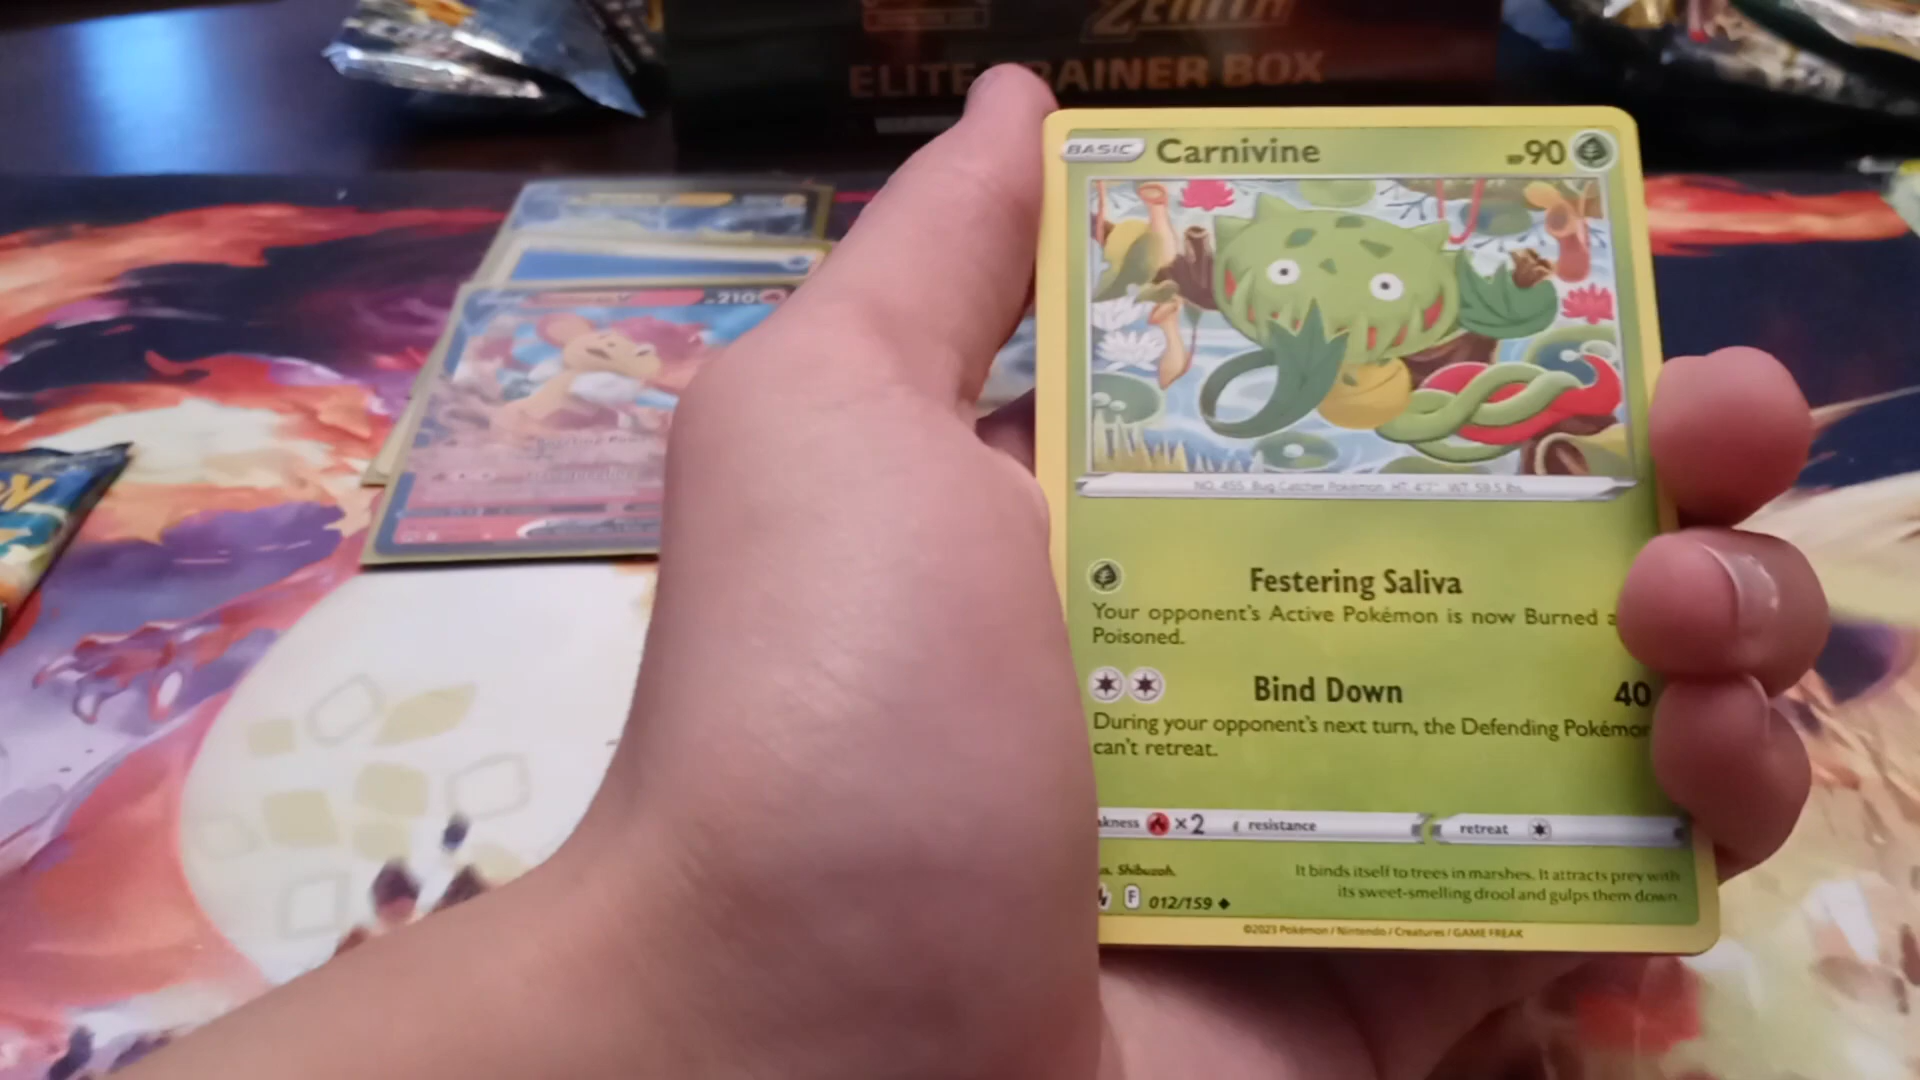 ZENITH
ELITE TRAINER BOX
BASIC Carnivine 90
NO. 455 Bug Catcher Pokémon HT: 4'7" WT: 59.5 lbs.
Festering Saliva
Your opponent's Active Pokémon is now Burned a
Poisoned.
Bind Down 40
During your opponent's next turn, the Defending Pokémon
can't retreat.
kness ×2 resistance retreat
s. Shibuzoh.
It binds itself to trees in marshes. It attracts prey with
its sweet-smelling drool and gulps them down.
F 012/159
©2023 Pokémon / Nintendo / Creatures / GAME FREAK
210